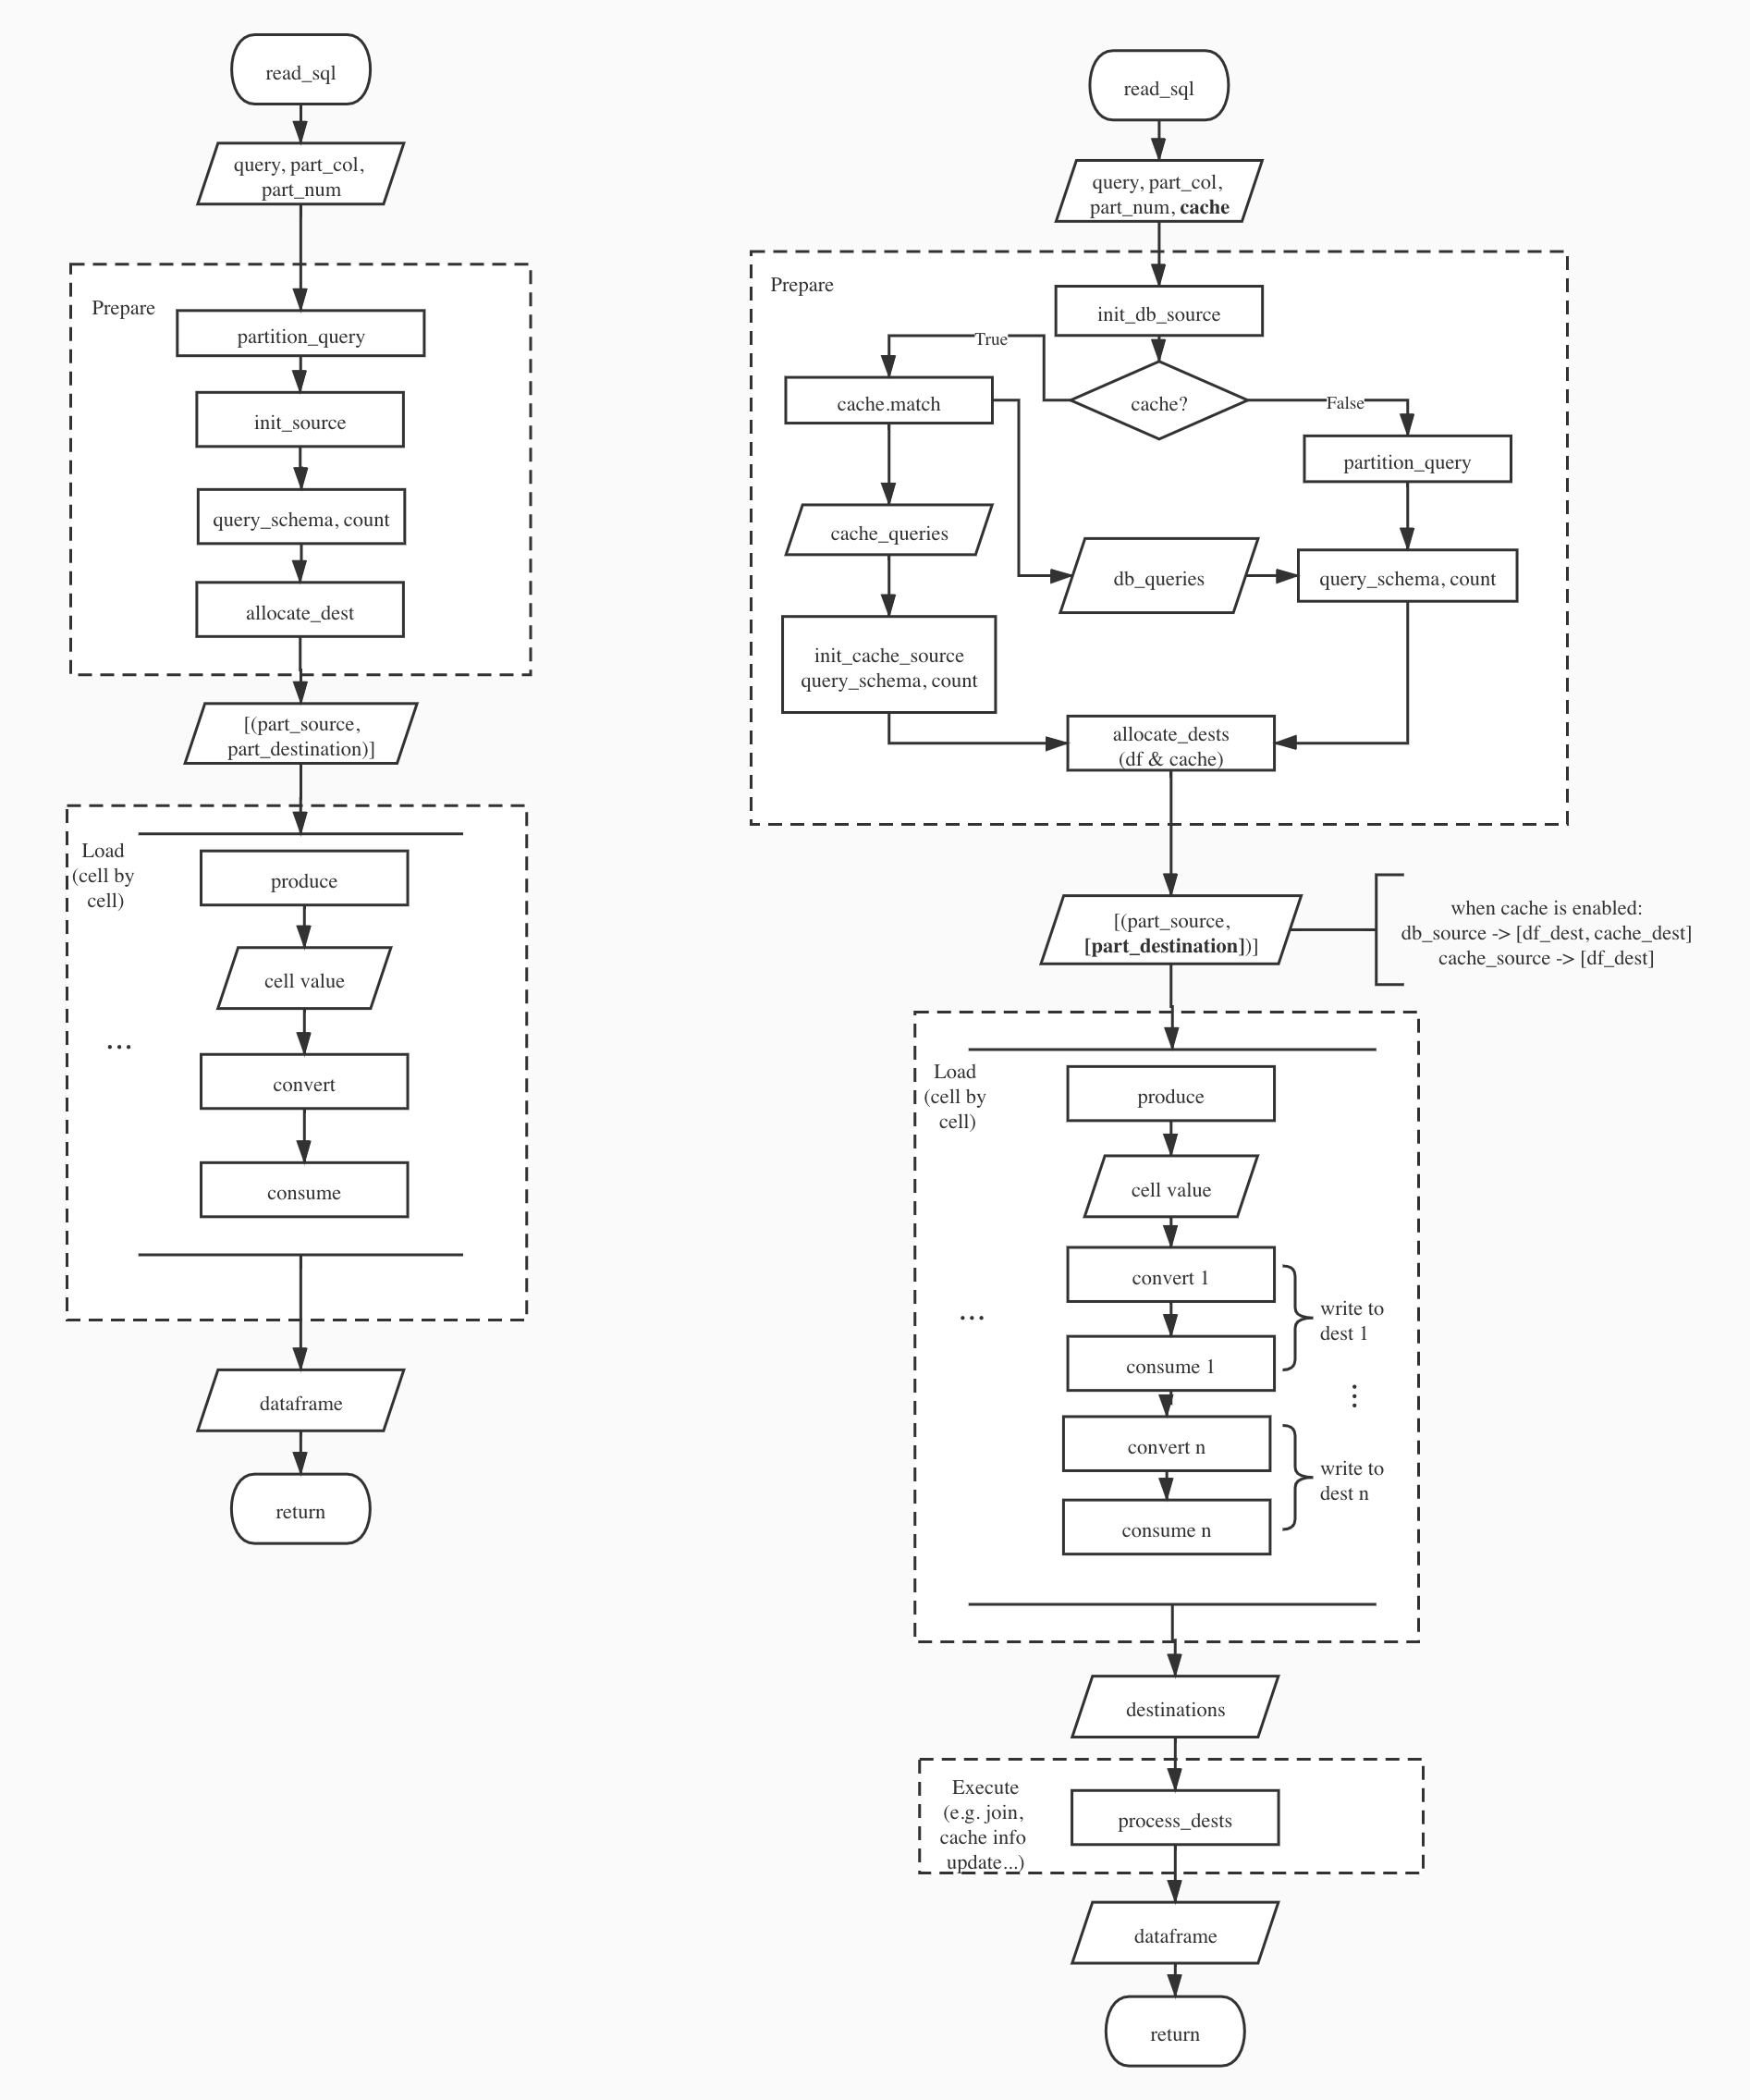 read_sql
query, part_col,
part_num
Prepare
partition_query
init_source
query_schema, count
allocate_dest
[(part_source,
part_destination)]
Load
(cell by
cell)
produce
cell value
...
convert
consume
dataframe
return
read_sql
query, part_col,
part_num, cache
Prepare
init_db_source
True
cache?
False
cache.match
partition_query
cache_queries
db_queries
query_schema, count
init_cache_source
query_schema, count
allocate_dests
(df & cache)
[(part_source,
[part_destination])]
when cache is enabled:
db_source -> [df_dest, cache_dest]
cache_source -> [df_dest]
Load
(cell by
cell)
produce
cell value
convert 1
...
write to
dest 1
consume 1
...
convert n
write to
dest n
consume n
destinations
Execute
(e.g. join,
cache info
update...)
process_dests
dataframe
return